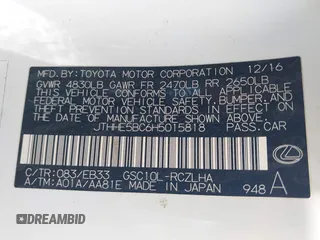 MFD. BY: TOYOTA MOTOR CORPORATION 12/16
GVWR 4830LB GAWR FR 2470LB RR 2650LB
THIS VEHICLE CONFORMS TO ALL APPLICABLE
FEDERAL MOTOR VEHICLE SAFETY, BUMPER, AND
THEFT PREVENTION STANDARDS IN EFFECT ON THE
DATE OF MANUFACTURE SHOWN ABOVE.
JTHHE5BC6H5015818 PASS.CAR
C/TR: 083/EB33 GSC10L-RCZLHA
A/TM: A01A/AA81E MADE IN JAPAN 948 A
DRIVEN BY